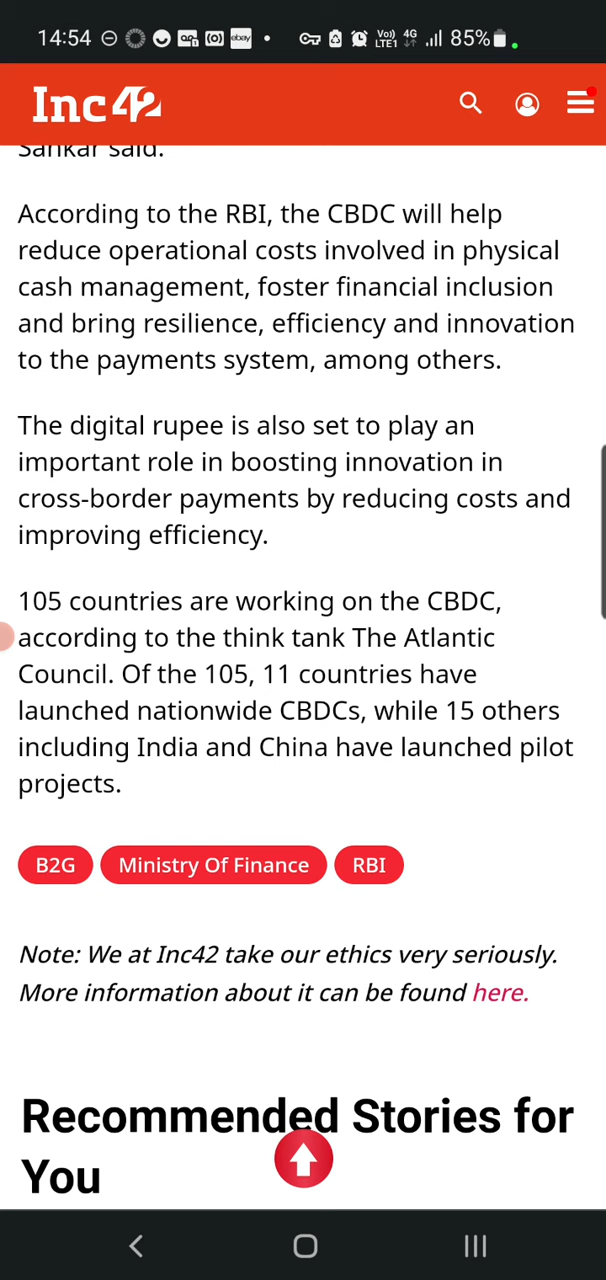 14:54 ebay Vo)) LTE1 4G 85%
Inc42
Sankar said.
According to the RBI, the CBDC will help
reduce operational costs involved in physical
cash management, foster financial inclusion
and bring resilience, efficiency and innovation
to the payments system, among others.
The digital rupee is also set to play an
important role in boosting innovation in
cross-border payments by reducing costs and
improving efficiency.
105 countries are working on the CBDC,
according to the think tank The Atlantic
Council. Of the 105, 11 countries have
launched nationwide CBDCs, while 15 others
including India and China have launched pilot
projects.
B2G Ministry Of Finance RBI
Note: We at Inc42 take our ethics very seriously.
More information about it can be found here.
Recommended Stories for
You